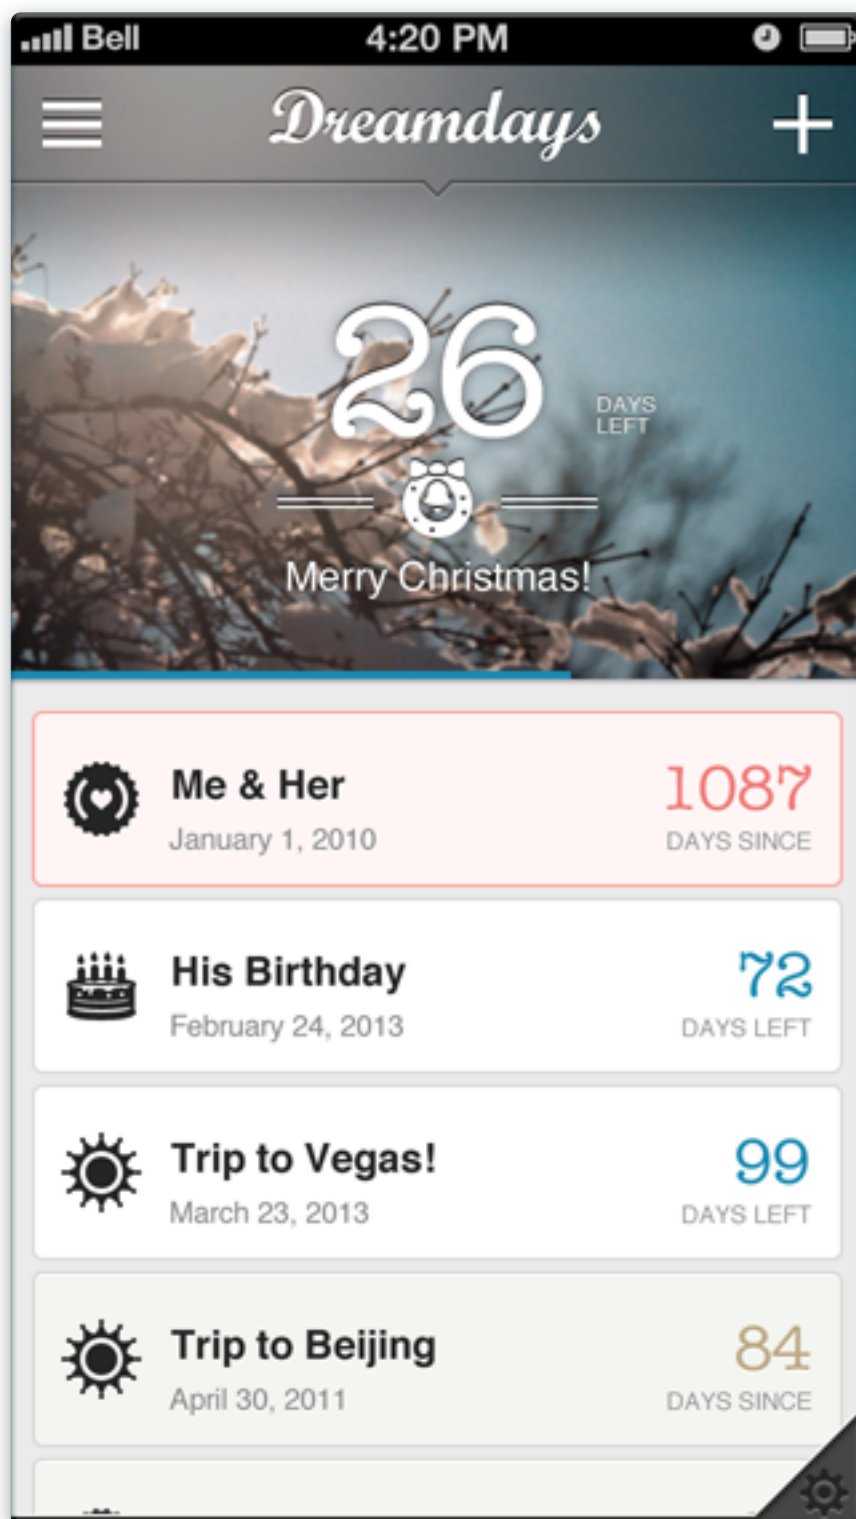 Bell 4:20 PM
Dreamdays
26
DAYS
LEFT
Merry Christmas!
Me & Her
January 1, 2010
1087
DAYS SINCE
His Birthday
February 24, 2013
72
DAYS LEFT
Trip to Vegas!
March 23, 2013
99
DAYS LEFT
Trip to Beijing
April 30, 2011
84
DAYS SINCE